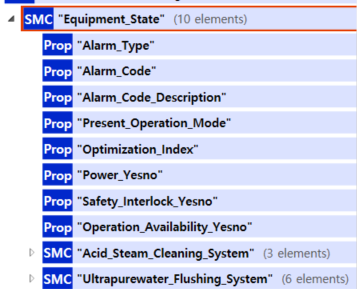 SMC "Equipment_State" (10 elements)
Prop "Alarm_Type"
Prop "Alarm_Code"
Prop "Alarm_Code_Description"
Prop "Present_Operation_Mode"
Prop "Optimization_Index"
Prop "Power_Yesno"
Prop "Safety_Interlock_Yesno"
Prop "Operation_Availability_Yesno"
SMC "Acid_Steam_Cleaning_System" (3 elements)
SMC "Ultrapurewater_Flushing_System" (6 elements)